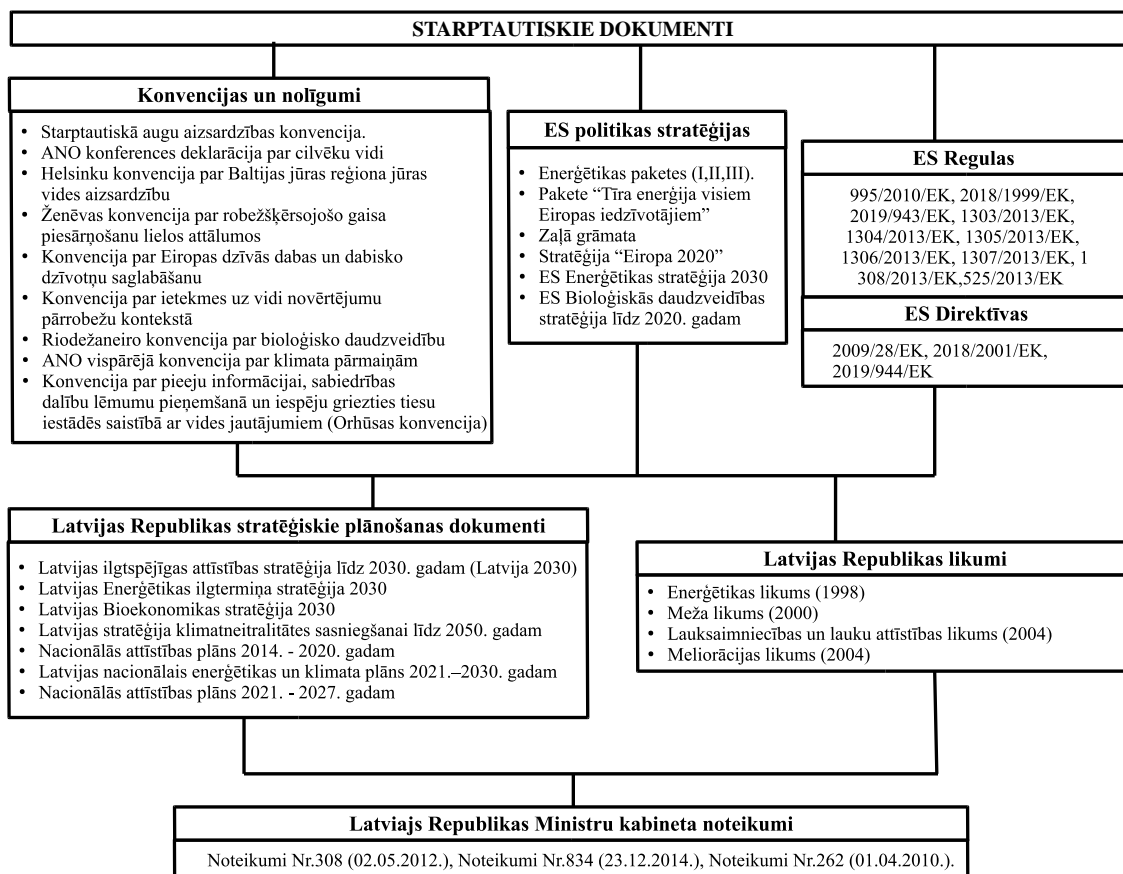 STARPTAUTISKIE DOKUMENTI
Konvencijas un nolīgumi
• Starptautiskā augu aizsardzības konvencija.
• ANO konferences deklarācija par cilvēku vidi
• Helsinku konvencija par Baltijas jūras reģiona jūras
vides aizsardzību
• Ženēvas konvencija par robežšķērsojošo gaisa
piesārņošanu lielos attālumos
• Konvencija par Eiropas dzīvās dabas un dabisko
dzīvotņu saglabāšanu
• Konvencija par ietekmes uz vidi novērtējumu
pārrobežu kontekstā
• Riodežaneiro konvencija par bioloģisko daudzveidību
• ANO vispārējā konvencija par klimata pārmaiņām
• Konvencija par pieeju informācijai, sabiedrības
dalību lēmumu pieņemšanā un iespēju griezties tiesu
iestādēs saistībā ar vides jautājumiem (Orhūsas konvencija)
ES politikas stratēģijas
• Enerģētikas paketes (I,II,III).
• Pakete “Tīra enerģija visiem
Eiropas iedzīvotājiem”
• Zaļā grāmata
• Stratēģija “Eiropa 2020”
• ES Enerģētikas stratēģija 2030
• ES Bioloģiskās daudzveidības
stratēģija līdz 2020. gadam
ES Regulas
995/2010/EK, 2018/1999/EK,
2019/943/EK, 1303/2013/EK,
1304/2013/EK, 1305/2013/EK,
1306/2013/EK, 1307/2013/EK, 1
308/2013/EK,525/2013/EK
ES Direktīvas
2009/28/EK, 2018/2001/EK,
2019/944/EK
Latvijas Republikas stratēģiskie plānošanas dokumenti
• Latvijas ilgtspējīgas attīstības stratēģija līdz 2030. gadam (Latvija 2030)
• Latvijas Enerģētikas ilgtermiņa stratēģija 2030
• Latvijas Bioekonomikas stratēģija 2030
• Latvijas stratēģija klimatneitralitātes sasniegšanai līdz 2050. gadam
• Nacionālās attīstības plāns 2014. - 2020. gadam
• Latvijas nacionālais enerģētikas un klimata plāns 2021.–2030. gadam
• Nacionālās attīstības plāns 2021. - 2027. gadam
Latvijas Republikas likumi
• Enerģētikas likums (1998)
• Meža likums (2000)
• Lauksaimniecības un lauku attīstības likums (2004)
• Meliorācijas likums (2004)
Latviajs Republikas Ministru kabineta noteikumi
Noteikumi Nr.308 (02.05.2012.), Noteikumi Nr.834 (23.12.2014.), Noteikumi Nr.262 (01.04.2010.).